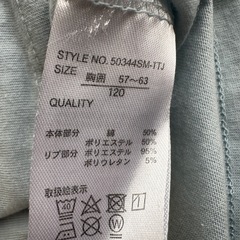 STYLE NO. 50344SM-TTJ
SIZE 胸囲 57~63
120
QUALITY
本体部分 綿 50%
ポリエステル 50%
リブ部分 ポリエステル 95%
ポリウレタン 5%
取扱絵表示